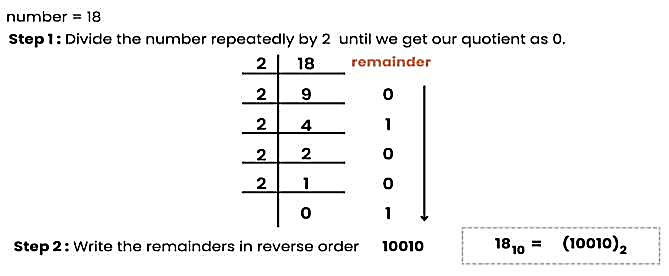 number = 18
Step 1 : Divide the number repeatedly by 2 until we get our quotient as 0.
2 18 remainder
2 9 0
2 4 1
2 2 0
2 1 0
0 1
Step 2 : Write the remainders in reverse order 10010
18₁₀ = (10010)₂